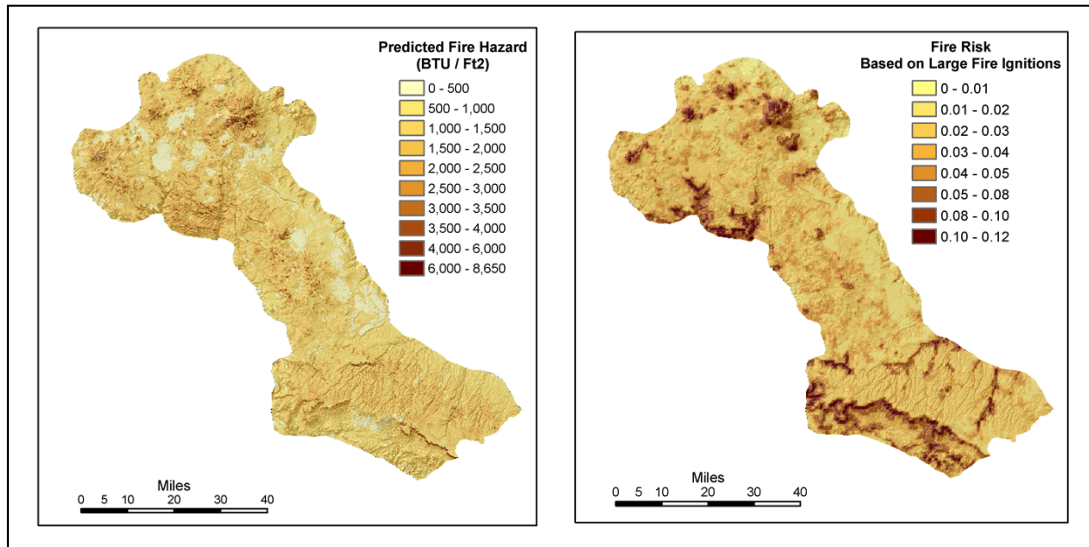 Predicted Fire Hazard
(BTU / Ft2)
0 - 500
500 - 1,000
1,000 - 1,500
1,500 - 2,000
2,000 - 2,500
2,500 - 3,000
3,000 - 3,500
3,500 - 4,000
4,000 - 6,000
6,000 - 8,650
Miles
0 5 10 20 30 40
Fire Risk
Based on Large Fire Ignitions
0 - 0.01
0.01 - 0.02
0.02 - 0.03
0.03 - 0.04
0.04 - 0.05
0.05 - 0.08
0.08 - 0.10
0.10 - 0.12
Miles
0 5 10 20 30 40